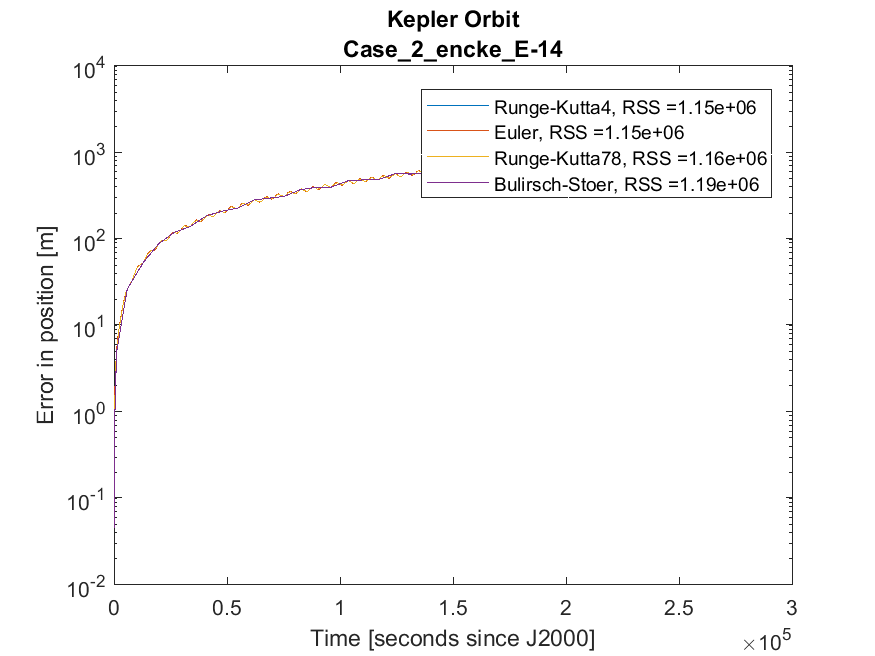 Kepler Orbit
Case_2_encke_E-14
10^4
10^3
10^2
10^1
10^0
10^-1
10^-2
Error in position [m]
Runge-Kutta4, RSS =1.15e+06
Euler, RSS =1.15e+06
Runge-Kutta78, RSS =1.16e+06
Bulirsch-Stoer, RSS =1.19e+06
0 0.5 1 1.5 2 2.5 3
Time [seconds since J2000]
×10^5